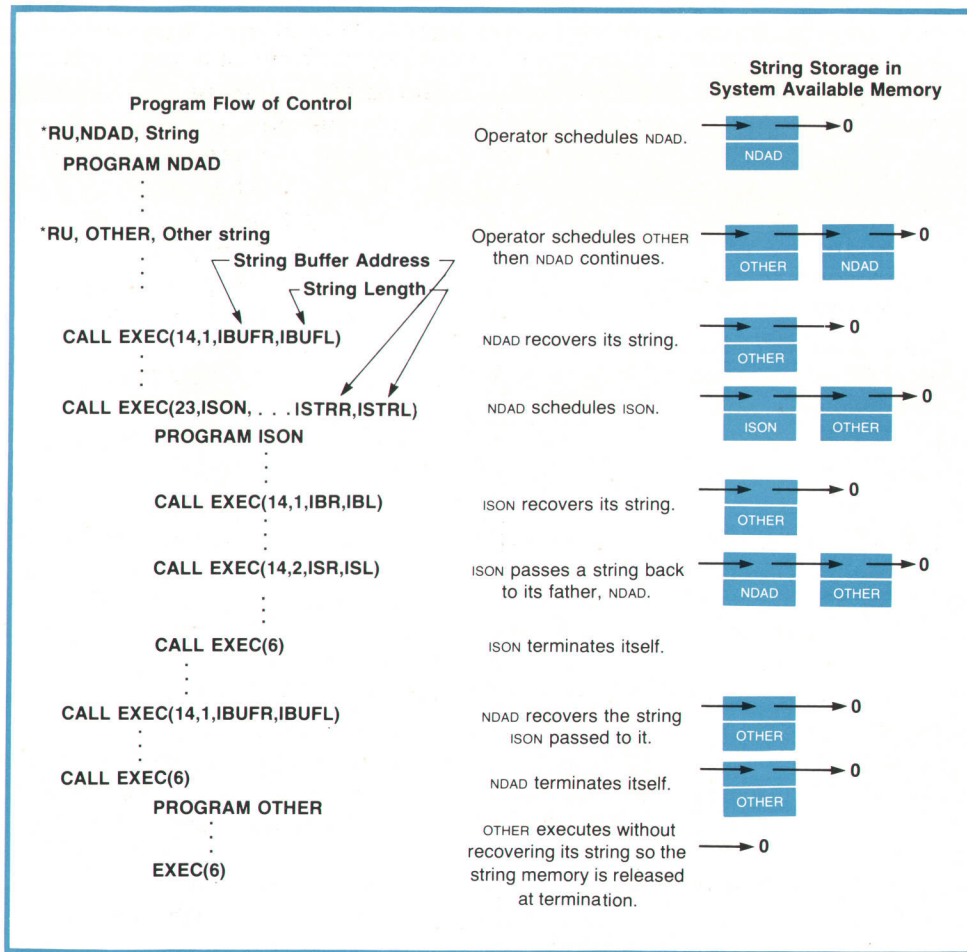 Program Flow of Control
String Storage in
System Available Memory
*RU,NDAD, String
Operator schedules NDAD.
0
NDAD
PROGRAM NDAD
*RU, OTHER, Other string
Operator schedules OTHER
then NDAD continues.
0
OTHER NDAD
String Buffer Address
String Length
CALL EXEC(14,1,IBUFR,IBUFL)
NDAD recovers its string.
0
OTHER
CALL EXEC(23,ISON, . . . ISTRR,ISTRL)
NDAD schedules ISON.
0
ISON OTHER
PROGRAM ISON
CALL EXEC(14,1,IBR,IBL)
ISON recovers its string.
0
OTHER
CALL EXEC(14,2,ISR,ISL)
ISON passes a string back
to its father, NDAD.
0
NDAD OTHER
CALL EXEC(6)
ISON terminates itself.
CALL EXEC(14,1,IBUFR,IBUFL)
NDAD recovers the string
ISON passed to it.
0
OTHER
CALL EXEC(6)
NDAD terminates itself.
0
OTHER
PROGRAM OTHER
EXEC(6)
OTHER executes without
recovering its string so the
string memory is released
at termination.
0